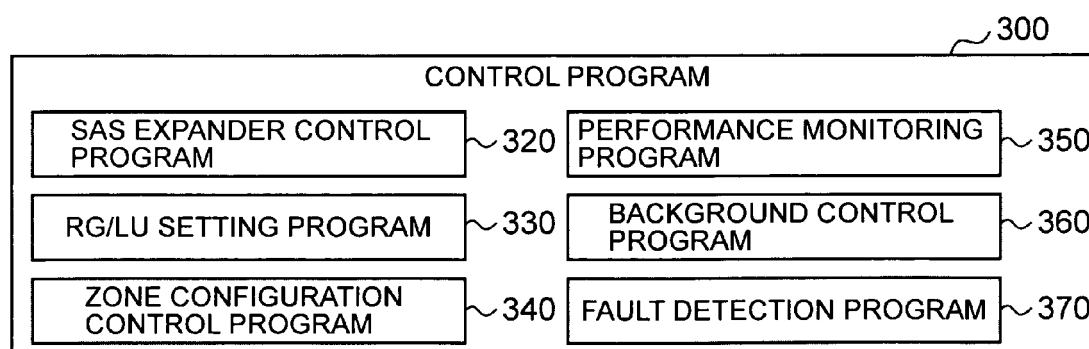 300
CONTROL PROGRAM
SAS EXPANDER CONTROL
PROGRAM
320
PERFORMANCE MONITORING
PROGRAM
350
RG/LU SETTING PROGRAM
330
BACKGROUND CONTROL
PROGRAM
360
ZONE CONFIGURATION
CONTROL PROGRAM
340
FAULT DETECTION PROGRAM
370